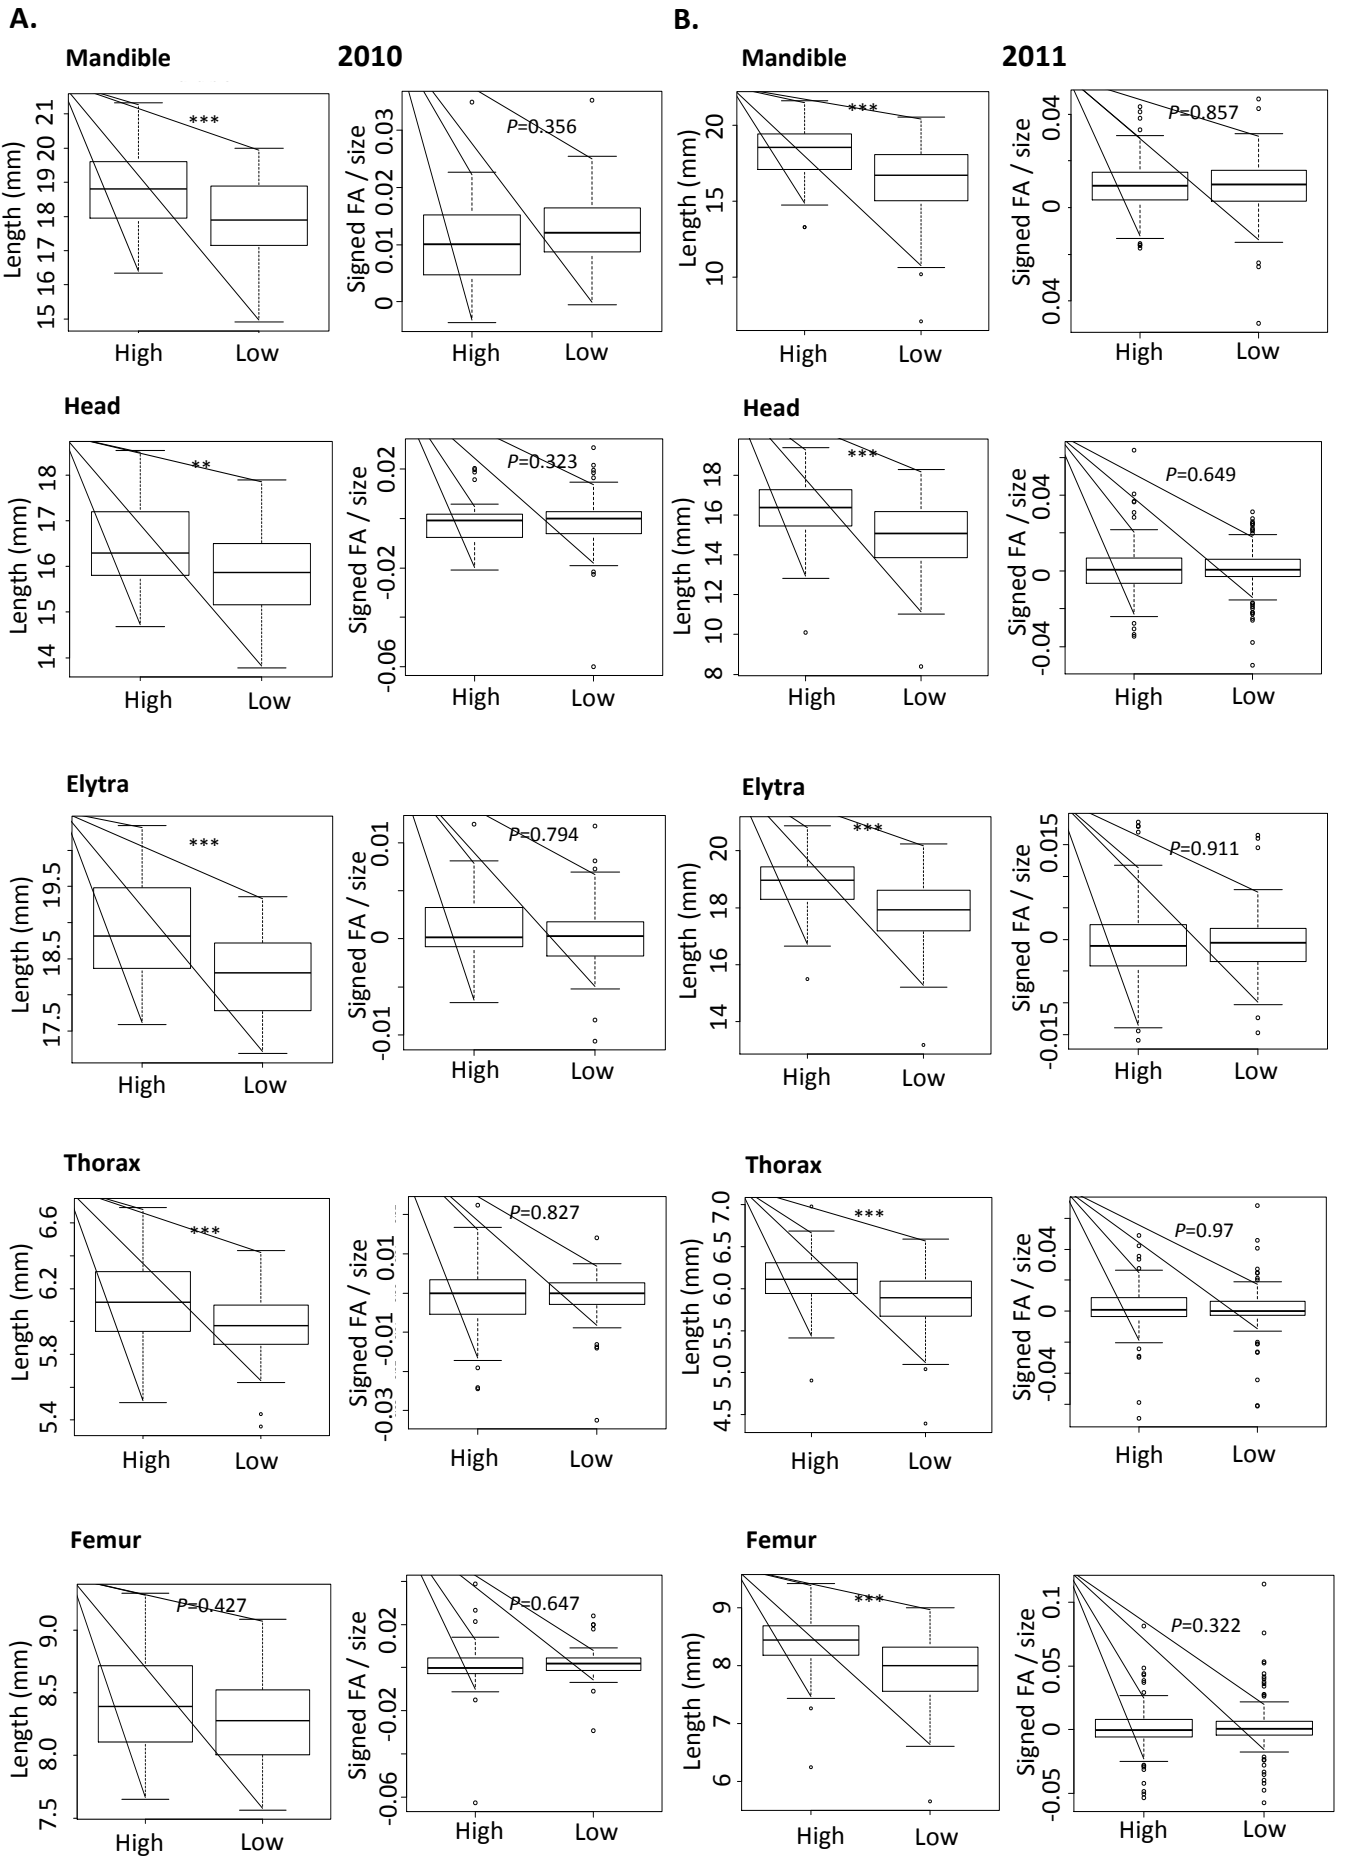 A.
B.
Mandible
2010
Mandible
2011
Length (mm)
21
20
19
18
17
16
15
***
High
Low
Signed FA / size
0.03
0.02
0.01
0
P=0.356
High
Low
Length (mm)
20
15
10
***
High
Low
Signed FA / size
0.04
0
0.04
P=0.857
High
Low
Head
Head
Length (mm)
18
17
16
15
14
**
High
Low
Signed FA / size
0.02
-0.02
-0.06
P=0.323
High
Low
Length (mm)
18
16
14
12
10
8
***
High
Low
Signed FA / size
0.04
0
-0.04
P=0.649
High
Low
Elytra
Elytra
Length (mm)
19.5
18.5
17.5
***
High
Low
Signed FA / size
0.01
0
-0.01
P=0.794
High
Low
Length (mm)
20
18
16
14
***
High
Low
Signed FA / size
0.015
0
-0.015
P=0.911
High
Low
Thorax
Thorax
Length (mm)
6.6
6.2
5.8
5.4
***
High
Low
Signed FA / size
0.01
-0.01
-0.03
P=0.827
High
Low
Length (mm)
7.0
6.5
6.0
5.5
5.0
4.5
***
High
Low
Signed FA / size
0.04
0
-0.04
P=0.97
High
Low
Femur
Femur
Length (mm)
9.0
8.5
8.0
7.5
P=0.427
High
Low
Signed FA / size
0.02
-0.02
-0.06
P=0.647
High
Low
Length (mm)
9
8
7
6
***
High
Low
Signed FA / size
0.1
0.05
0
-0.05
P=0.322
High
Low